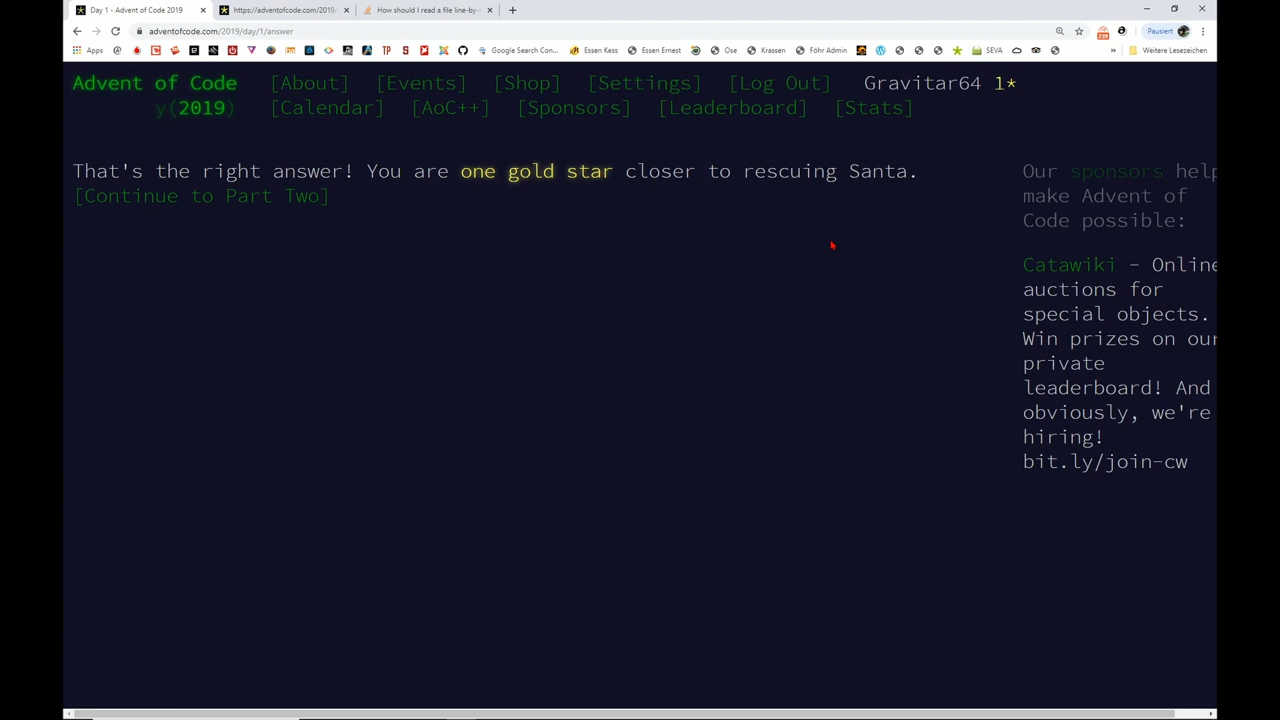 Day 1 - Advent of Code 2019
https://adventofcode.com/2019/
How should I read a file line-by-
adventofcode.com/2019/day/1/answer
239
Pausiert
Apps
Google Search Con...
Essen Kess
Essen Ernest
Ose
Krassen
Föhr Admin
SEVA
»
Weitere Lesezeichen
Advent of Code [About] [Events] [Shop] [Settings] [Log Out] Gravitar64 1*
y(2019) [Calendar] [AoC++] [Sponsors] [Leaderboard] [Stats]
That's the right answer! You are one gold star closer to rescuing Santa.
[Continue to Part Two]
Our sponsors help
make Advent of
Code possible:
Catawiki - Online
auctions for
special objects.
Win prizes on our
private
leaderboard! And
obviously, we're
hiring!
bit.ly/join-cw